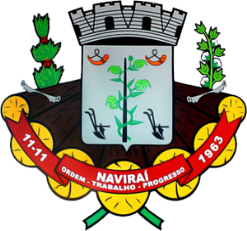 NAVIRAÍ
11-11
ORDEM - TRABALHO - PROGRESSO
1963